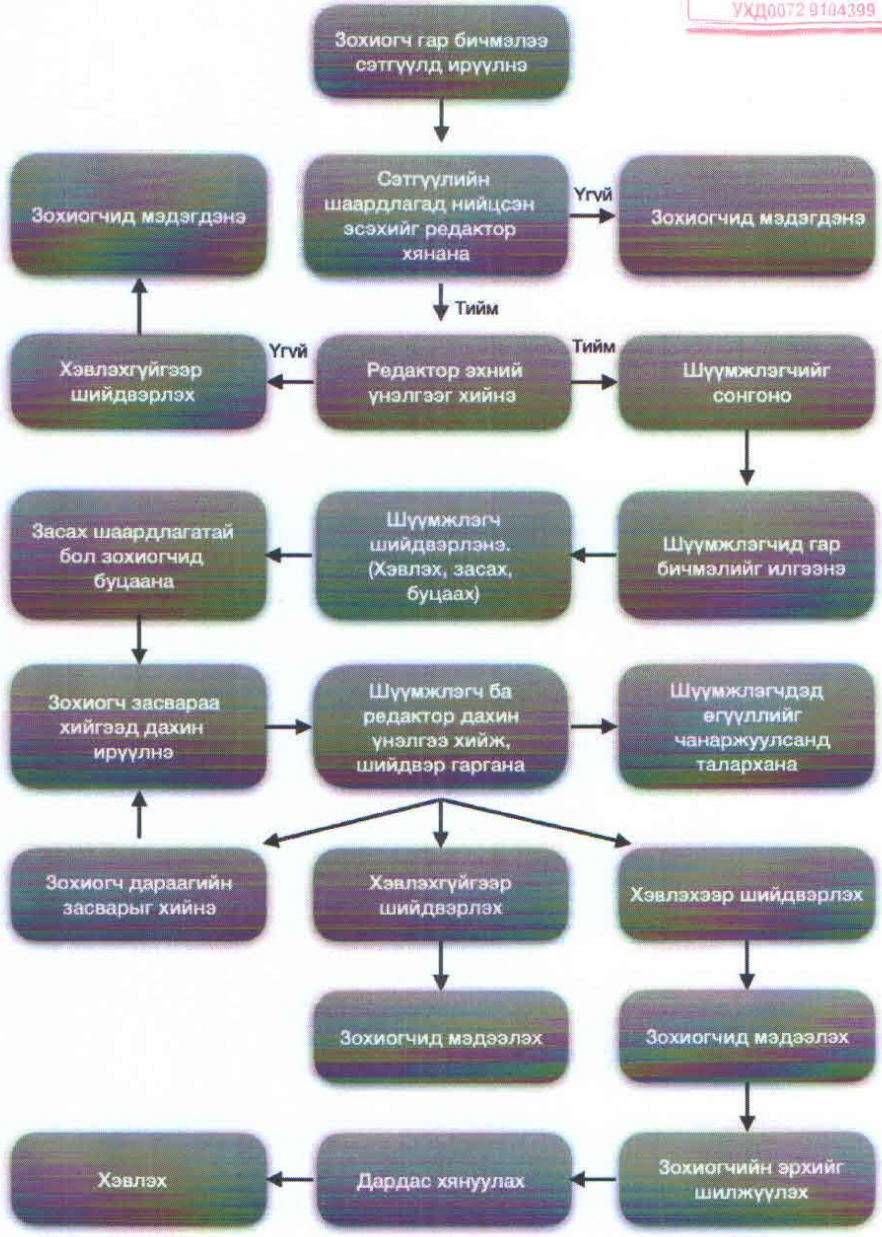 УХД0072 9104399
Зохиогч гар бичмэлээ
сэтгүүлд ирүүлнэ
Зохиогчид мэдэгдэнэ
Сэтгүүлийн
шаардлагад нийцсэн
эсэхийг редактор
хянана
Үгүй
Зохиогчид мэдэгдэнэ
Тийм
Хэвлэхгүйгээр
шийдвэрлэх
Үгүй
Редактор эхний
үнэлгээг хийнэ
Тийм
Шүүмжлэгчийг
сонгоно
Засах шаардлагатай
бол зохиогчид
буцаана
Шүүмжлэгч
шийдвэрлэнэ.
(Хэвлэх, засах,
буцаах)
Шүүмжлэгчид гар
бичмэлийг илгээнэ
Зохиогч засвараа
хийгээд дахин
ирүүлнэ
Шүүмжлэгч ба
редактор дахин
үнэлгээ хийж,
шийдвэр гаргана
Шүүмжлэгчдэд
өгүүллийг
чанаржуулсанд
талархана
Зохиогч дараагийн
засварыг хийнэ
Хэвлэхгүйгээр
шийдвэрлэх
Хэвлэхээр шийдвэрлэх
Зохиогчид мэдээлэх
Зохиогчид мэдээлэх
Хэвлэх
Дардас хянуулах
Зохиогчийн эрхийг
шилжүүлэх